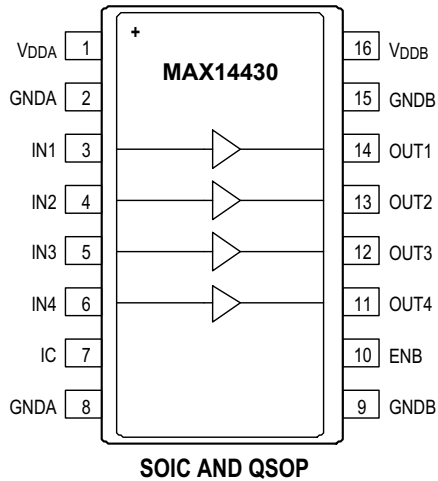 +
MAX14430
VDDA 1 16 VDDB
GNDA 2 15 GNDB
IN1 3 14 OUT1
IN2 4 13 OUT2
IN3 5 12 OUT3
IN4 6 11 OUT4
IC 7 10 ENB
GNDA 8 9 GNDB
SOIC AND QSOP